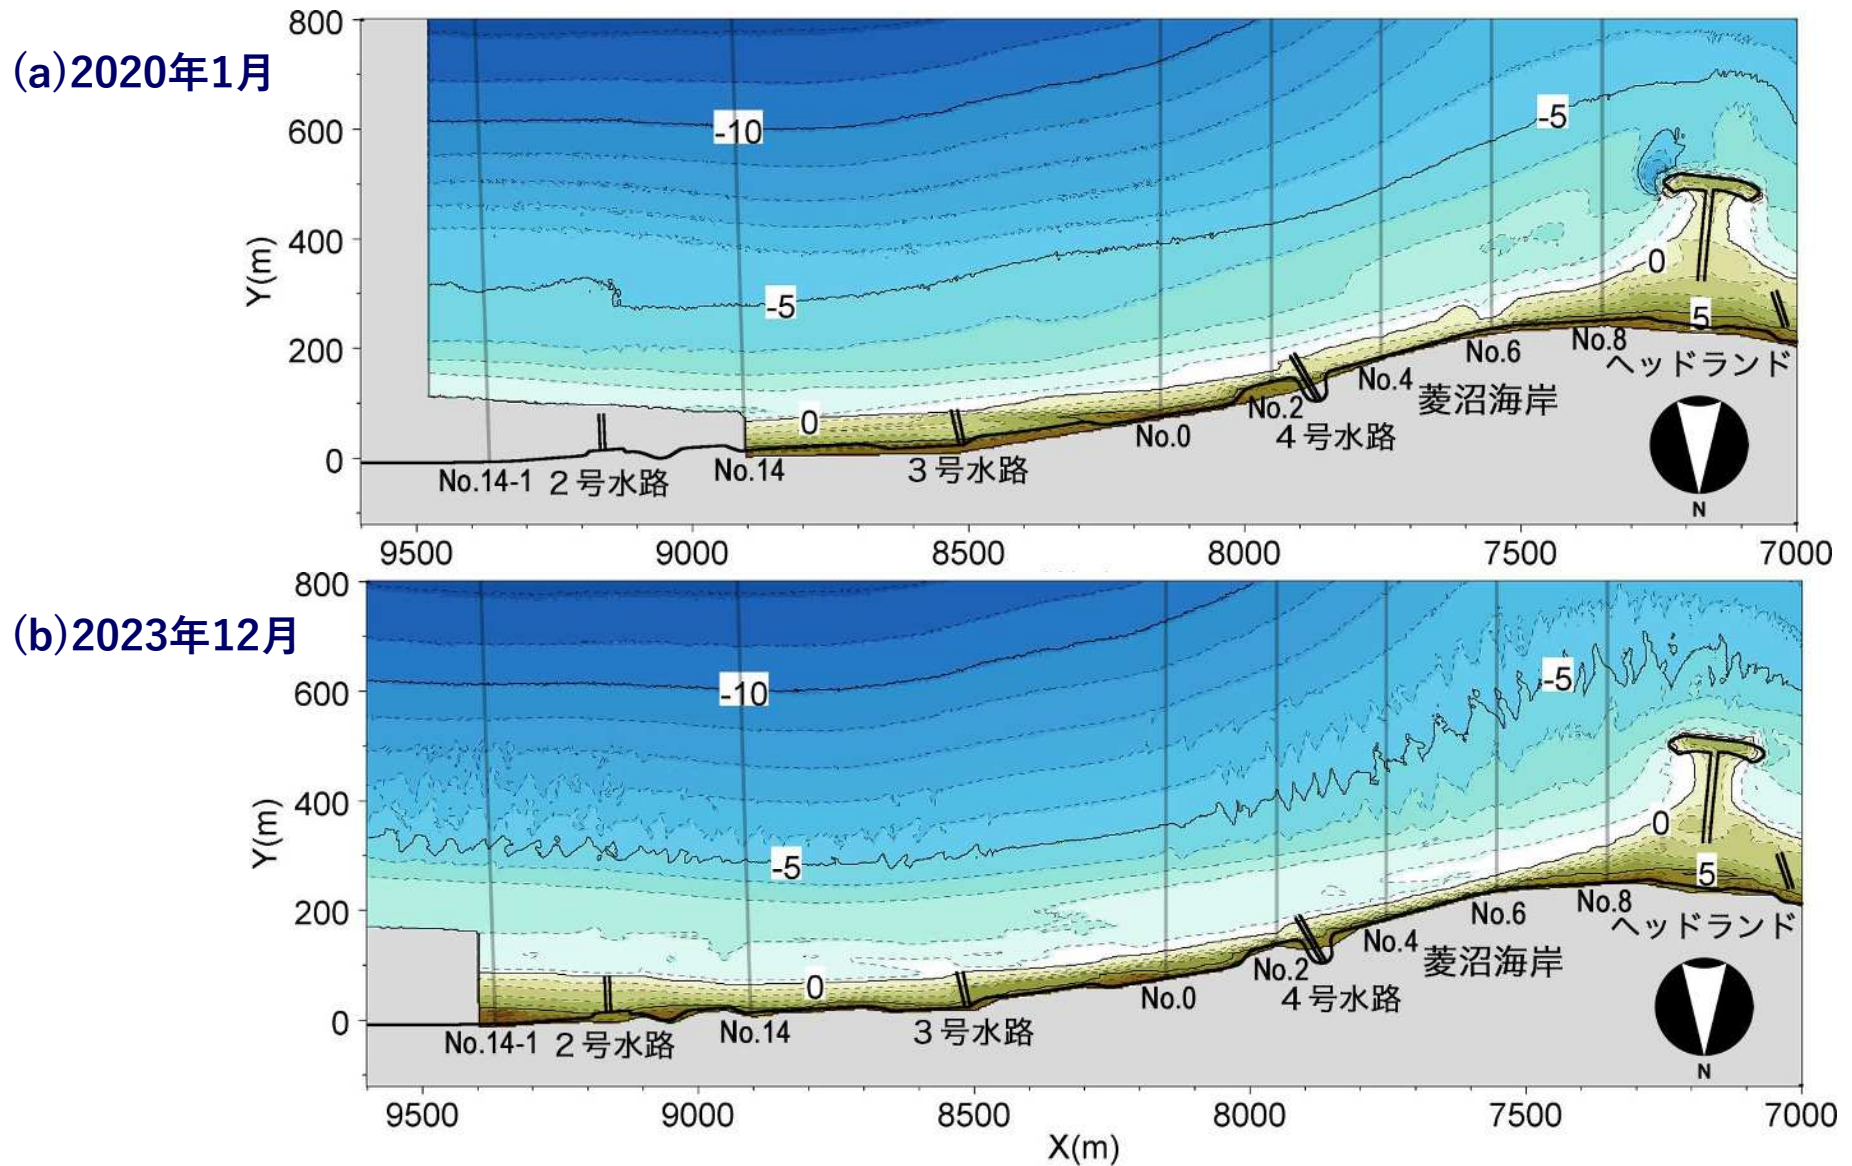 (a)2020年1月
800
600
400
200
0
Y(m)
-10
-5
-5
0
0
5
No.14-1
２号水路
No.14
３号水路
No.0
No.2
４号水路
No.4
No.6
No.8
ヘッドランド
菱沼海岸
N
9500
9000
8500
8000
7500
7000
(b)2023年12月
800
600
400
200
0
Y(m)
-10
-5
-5
0
0
5
No.14-1
２号水路
No.14
３号水路
No.0
No.2
４号水路
No.4
No.6
No.8
ヘッドランド
菱沼海岸
N
9500
9000
8500
8000
7500
7000
X(m)